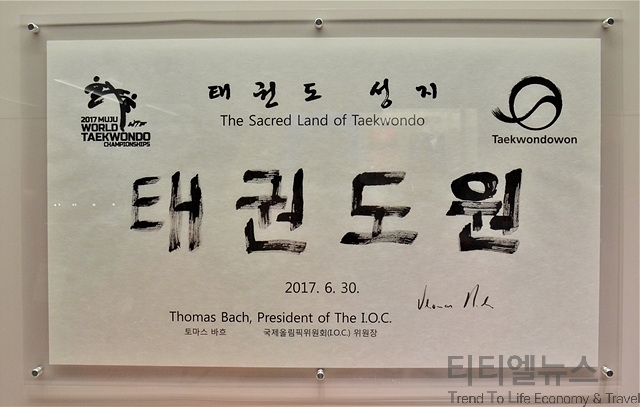 태권도 성지
The Sacred Land of Taekwondo
2017 MUJU
WORLD
TAEKWONDO
CHAMPIONSHIPS
WTF
Taekwondowon
태권도원
2017. 6. 30.
Thomas Bach, President of The I.O.C.
토마스 바흐 국제올림픽위원회(I.O.C.) 위원장
티티엘뉴스
Trend To Life Economy & Travel